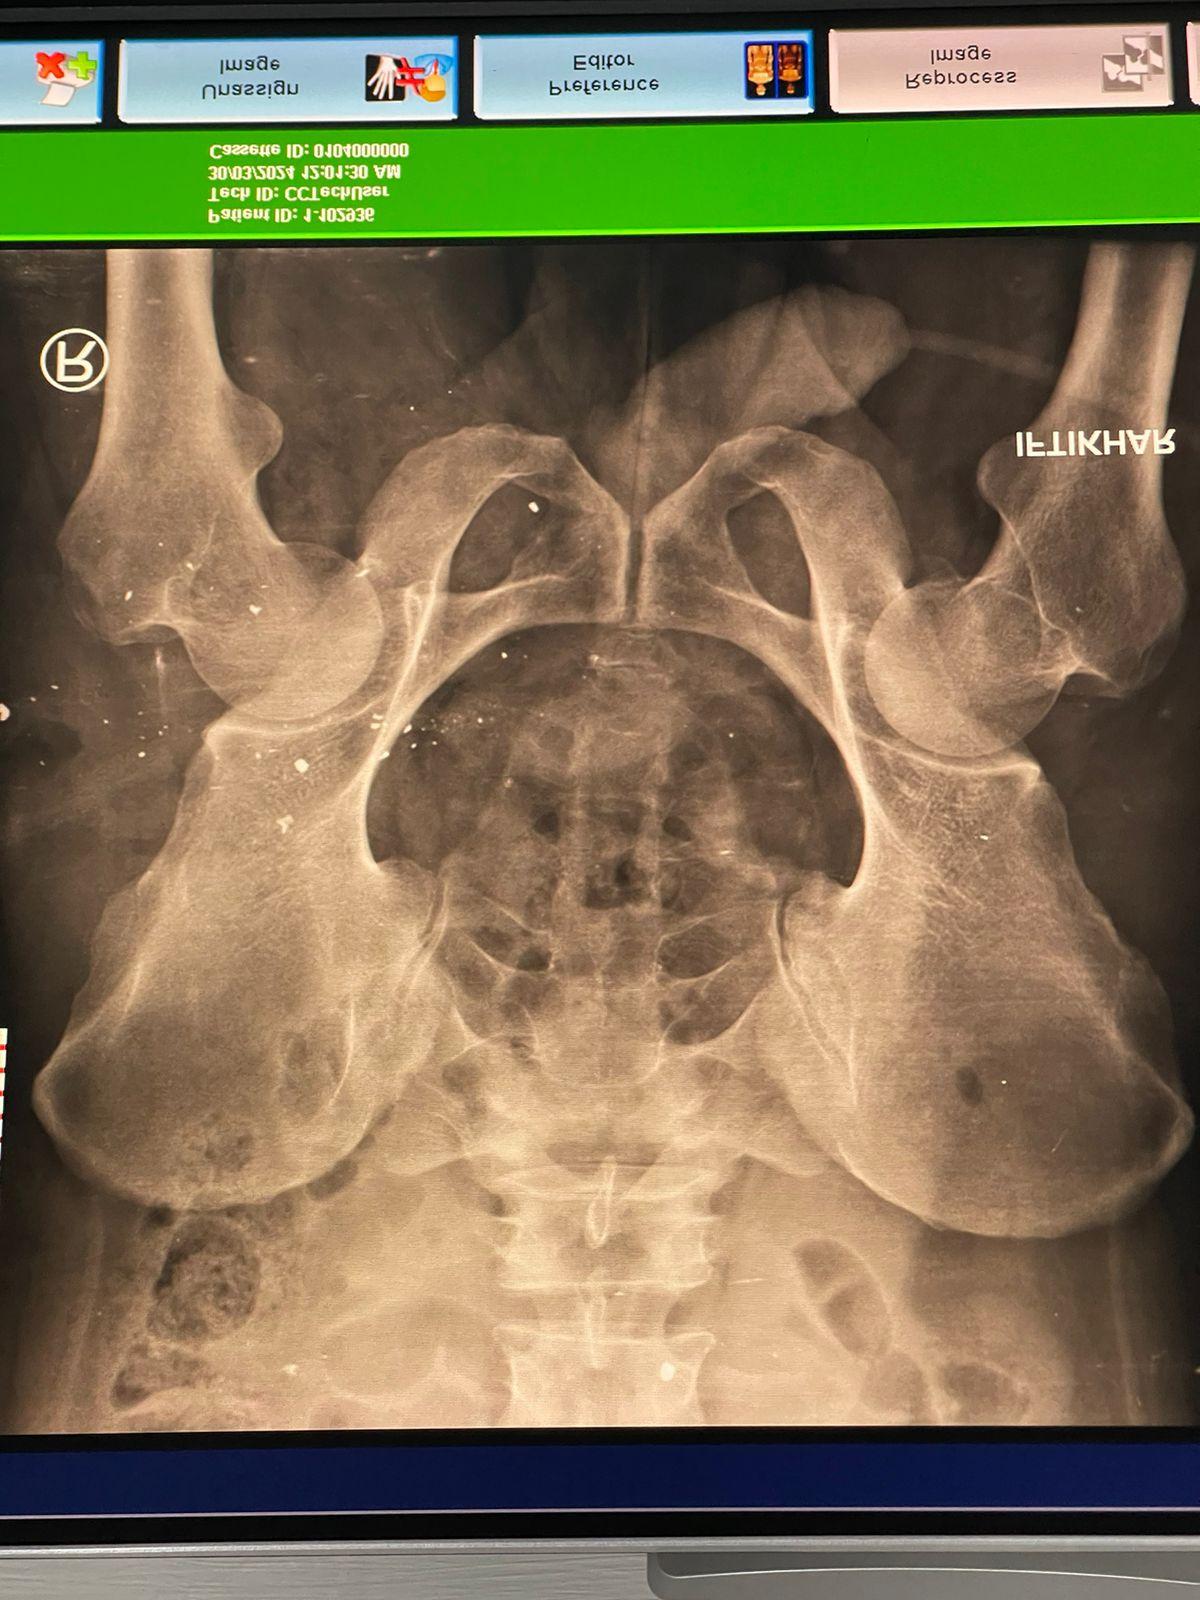 Unassign
Image
Preference
Editor
Reprocess
Image
Patient ID: 1-102936
Tech ID: CCTechUser
30/03/2024 12:01:30 AM
Cassette ID: 0104000000
R
IFTIKHAR